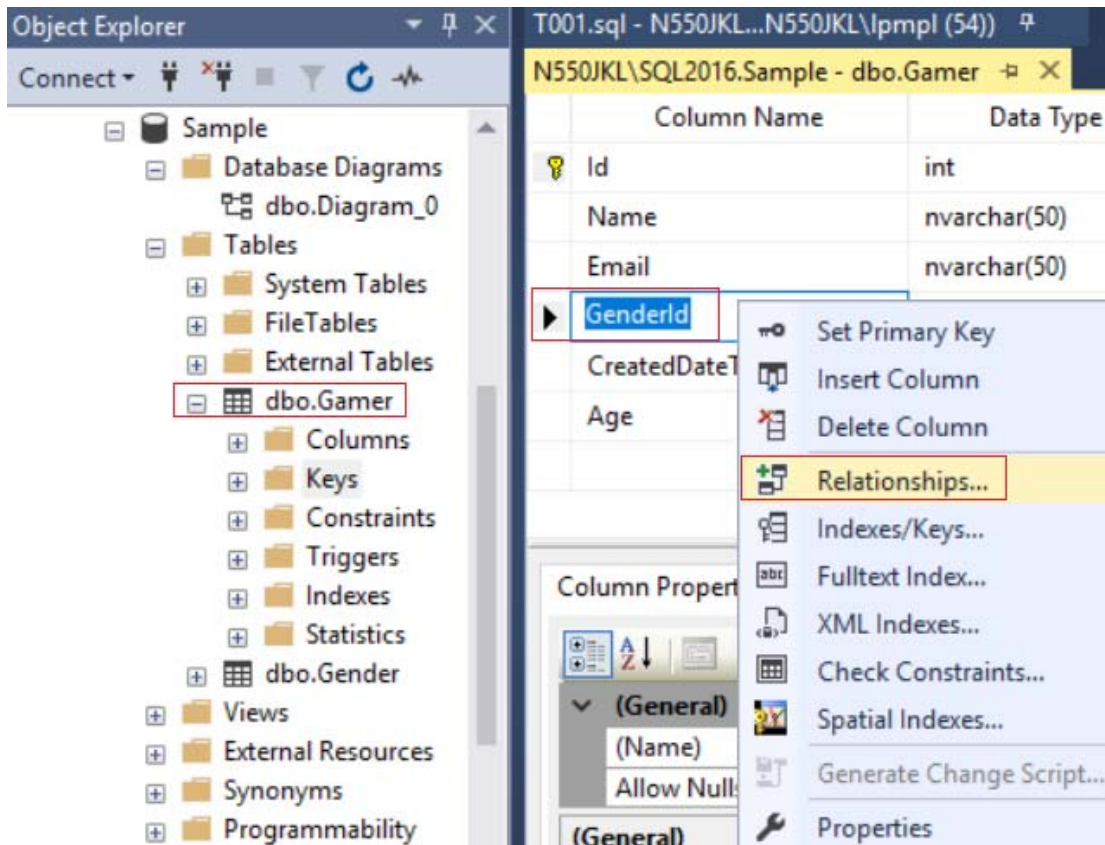 Object Explorer
Connect
Sample
Database Diagrams
dbo.Diagram_0
Tables
System Tables
FileTables
External Tables
dbo.Gamer
Columns
Keys
Constraints
Triggers
Indexes
Statistics
dbo.Gender
Views
External Resources
Synonyms
Programmability
T001.sql - N550JKL...N550JKL\lpmpl (54))
N550JKL\SQL2016.Sample - dbo.Gamer
Column Name Data Type
Id int
Name nvarchar(50)
Email nvarchar(50)
GenderId
CreatedDateT
Age
Set Primary Key
Insert Column
Delete Column
Relationships...
Indexes/Keys...
Fulltext Index...
XML Indexes...
Check Constraints...
Spatial Indexes...
Generate Change Script...
Properties
Column Propert
(General)
(Name)
Allow Null
(General)